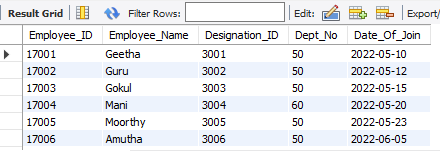 Result Grid Filter Rows: Edit: Export/
Employee_ID Employee_Name Designation_ID Dept_No Date_Of_Join
17001 Geetha 3001 50 2022-05-10
17002 Guru 3002 50 2022-05-12
17003 Gokul 3003 50 2022-05-15
17004 Mani 3004 60 2022-05-20
17005 Moorthy 3005 50 2022-05-23
17006 Amutha 3006 50 2022-06-05